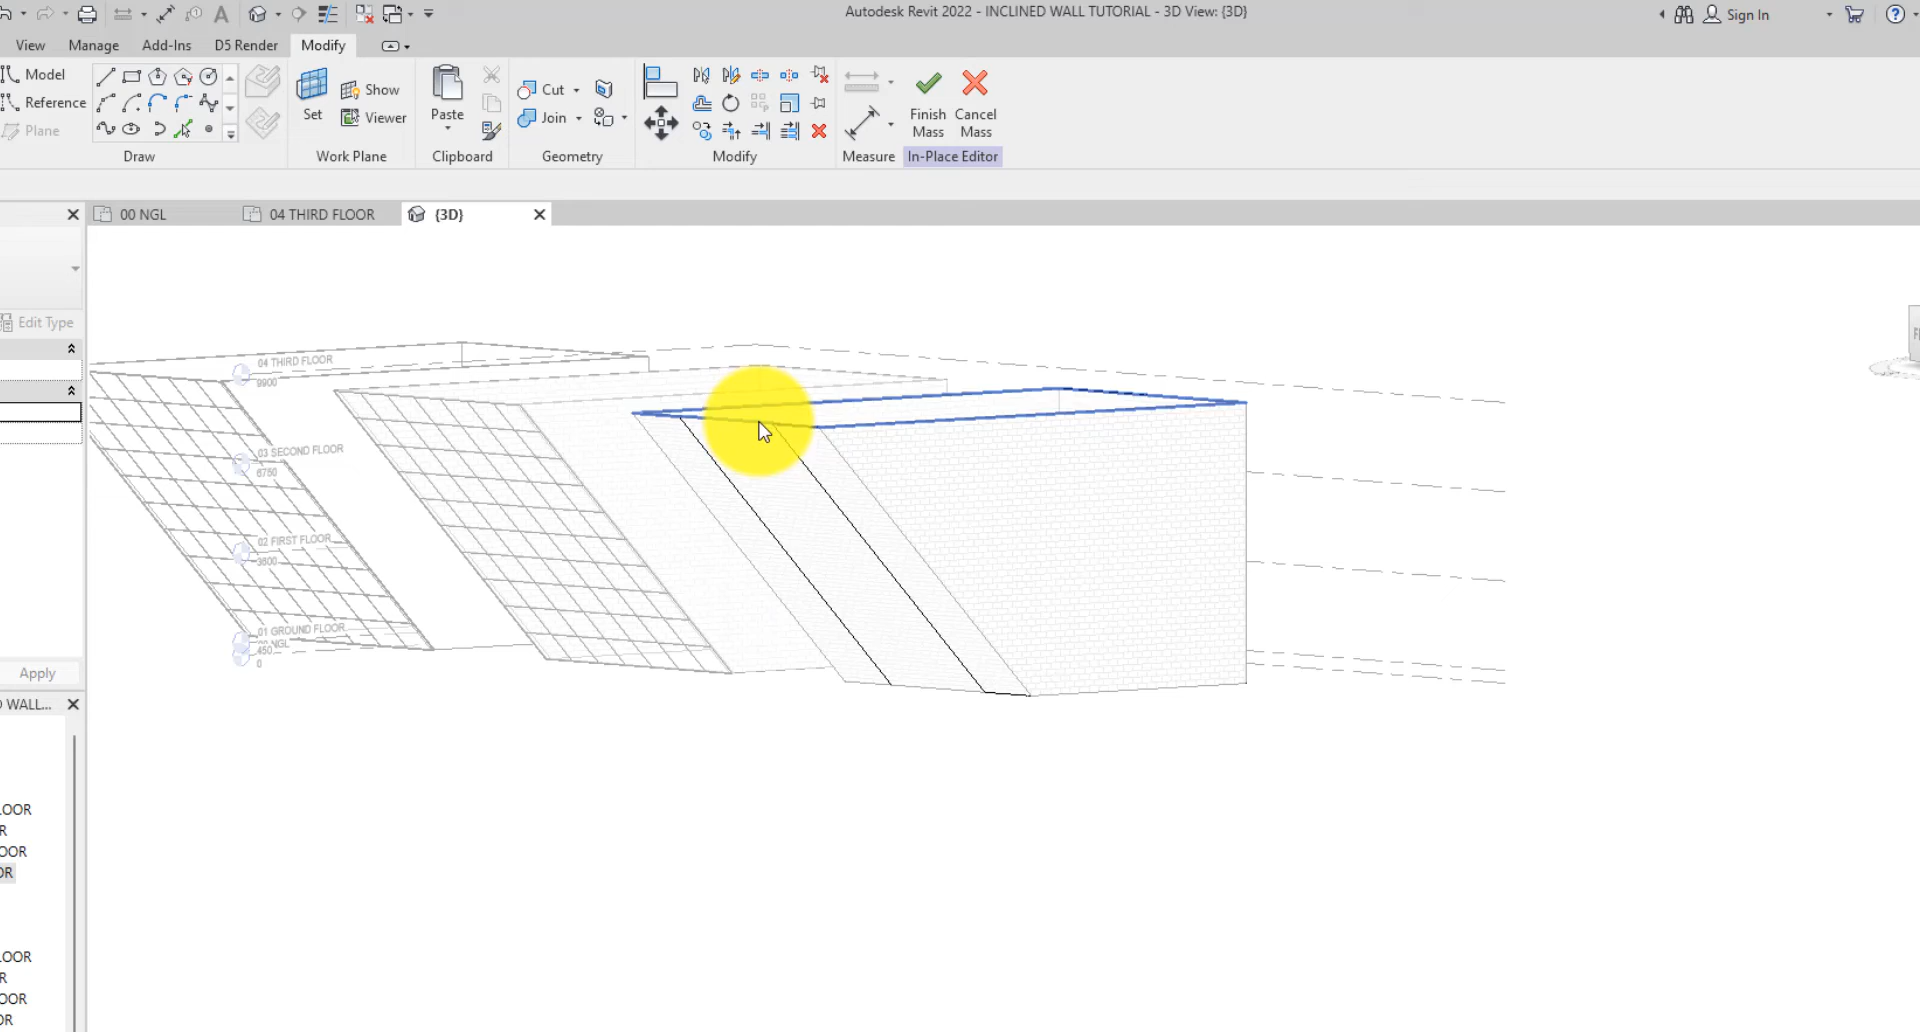 Autodesk Revit 2022 - INCLINED WALL TUTORIAL - 3D View: {3D}
Sign In
View Manage Add-Ins D5 Render Modify
Model
Reference
Plane
Draw
Set
Show
Viewer
Work Plane
Paste
Clipboard
Cut
Join
Geometry
Modify
Measure
Finish Mass
Cancel Mass
In-Place Editor
00 NGL
04 THIRD FLOOR
{3D}
Edit Type
04 THIRD FLOOR
9900
03 SECOND FLOOR
6750
02 FIRST FLOOR
3600
01 GROUND FLOOR
NGL
450
0
Apply
WALL...
LOOR
R
OOR
OR
LOOR
R
OOR
OR